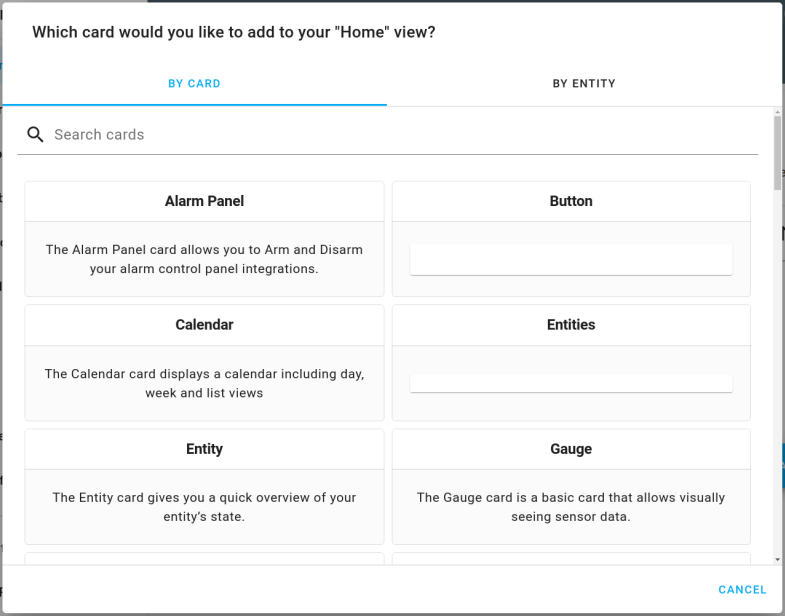 Which card would you like to add to your "Home" view?
BY CARD
BY ENTITY
Search cards
Alarm Panel
The Alarm Panel card allows you to Arm and Disarm
your alarm control panel integrations.
Button
Calendar
The Calendar card displays a calendar including day,
week and list views
Entities
Entity
The Entity card gives you a quick overview of your
entity’s state.
Gauge
The Gauge card is a basic card that allows visually
seeing sensor data.
CANCEL